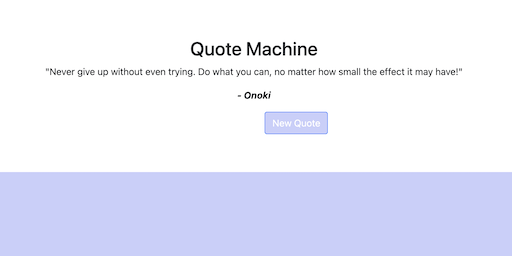 Quote Machine
"Never give up without even trying. Do what you can, no matter how small the effect it may have!"
- Onoki
New Quote